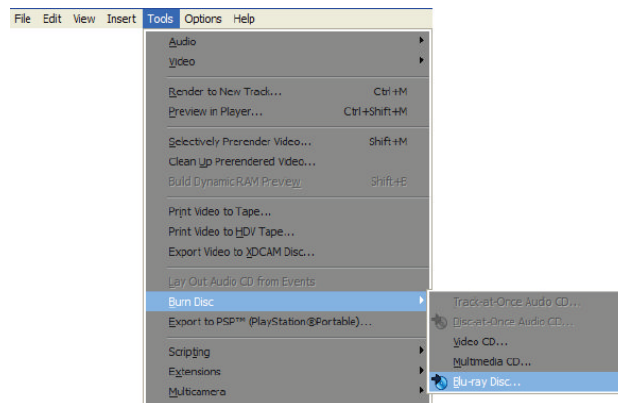 File Edit View Insert Tools Options Help
Audio
Video
Render to New Track... Ctrl+M
Preview in Player... Ctrl+Shift+M
Selectively Prerender Video... Shift+M
Clean Up Prerendered Video...
Build Dynamic RAM Preview Shift+B
Print Video to Tape...
Print Video to HDV Tape...
Export Video to XDCAM Disc...
Lay Out Audio CD from Events
Burn Disc
Export to PSP™ (PlayStation®Portable)...
Scripting
Extensions
Multicamera
Track-at-Once Audio CD...
Disc-at-Once Audio CD...
Video CD...
Multmedia CD...
Blu-ray Disc...